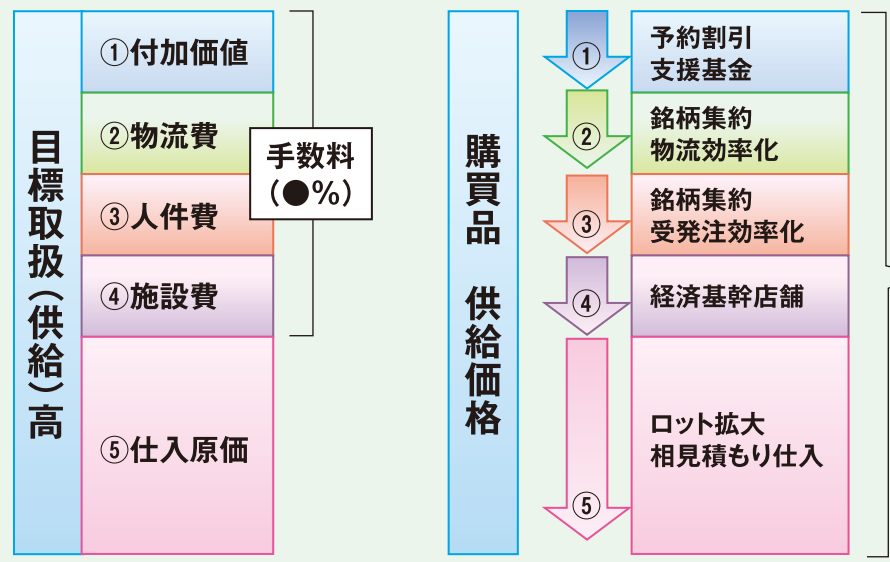 目標取扱(供給)高
①付加価値
②物流費
③人件費
④施設費
⑤仕入原価
手数料
(●%)
購買品 供給価格
①
予約割引
支援基金
②
銘柄集約
物流効率化
③
銘柄集約
受発注効率化
④
経済基幹店舗
⑤
ロット拡大
相見積もり仕入